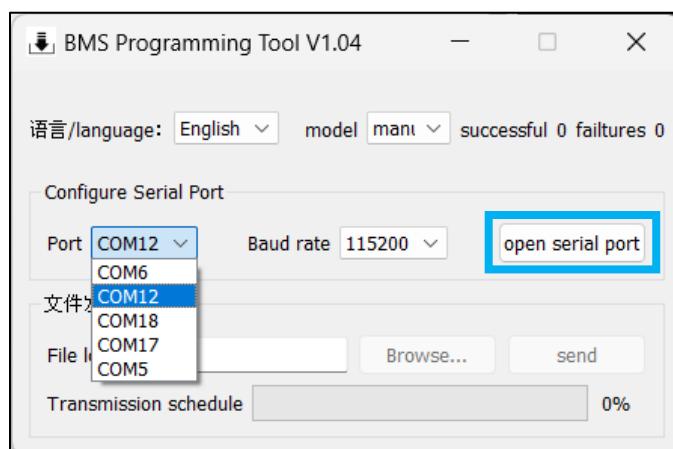 BMS Programming Tool V1.04
语言/language: English model manu successful 0 failtures 0
Configure Serial Port
Port COM12 Baud rate 115200 open serial port
COM6
COM12
COM18
COM17
COM5
文件
File Browse... send
Transmission schedule 0%